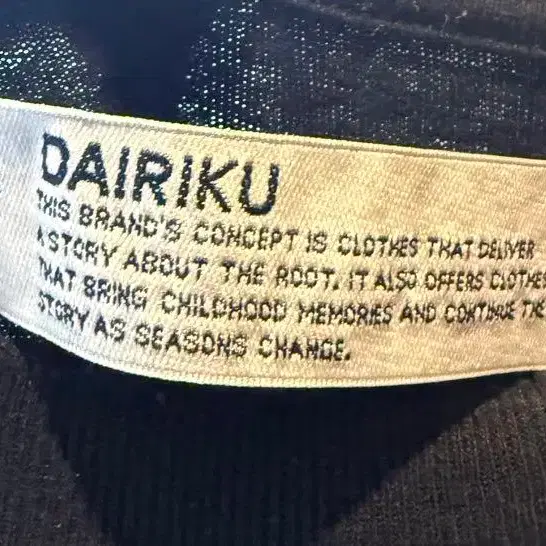 DAIRIKU
THIS BRAND'S CONCEPT IS CLOTHES THAT DELIVER
A STORY ABOUT THE ROOT. IT ALSO OFFERS CLOTHES
THAT BRING CHILDHOOD MEMORIES AND CONTINUE THE
STORY AS SEASONS CHANGE.